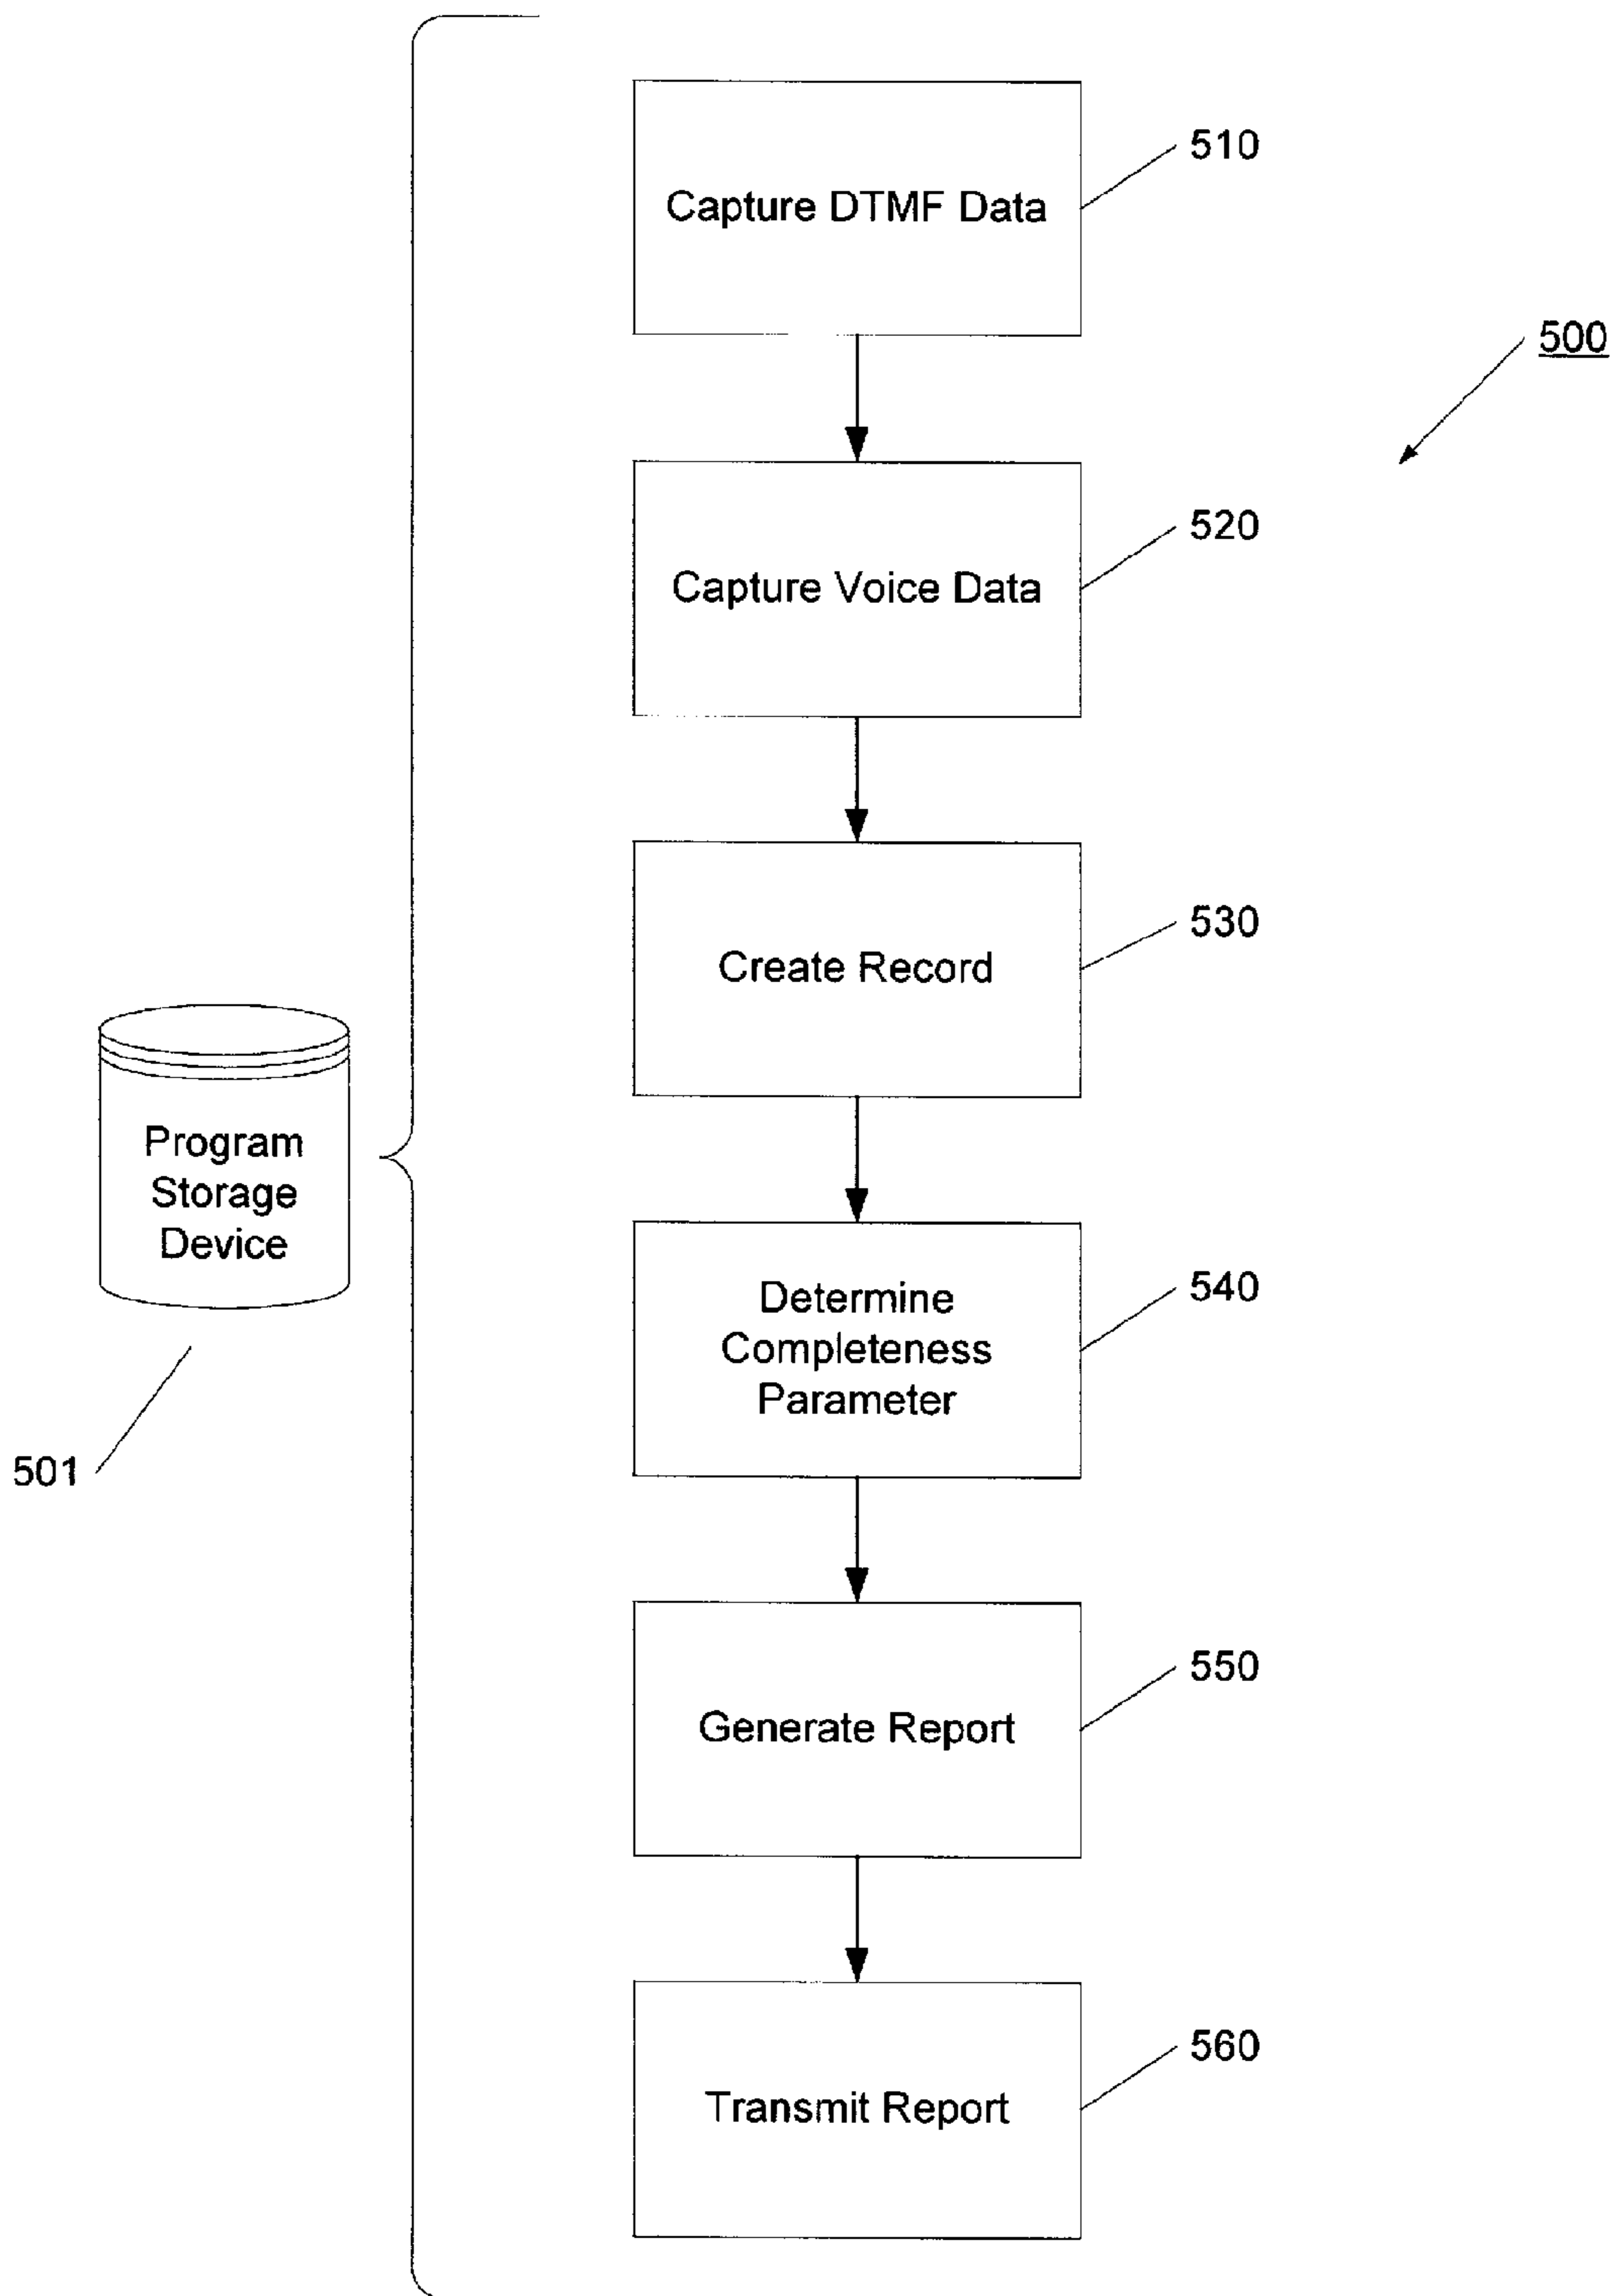 510
Capture DTMF Data
500
520
Capture Voice Data
530
Create Record
Program
Storage
Device
501
540
Determine
Completeness
Parameter
550
Generate Report
560
Transmit Report